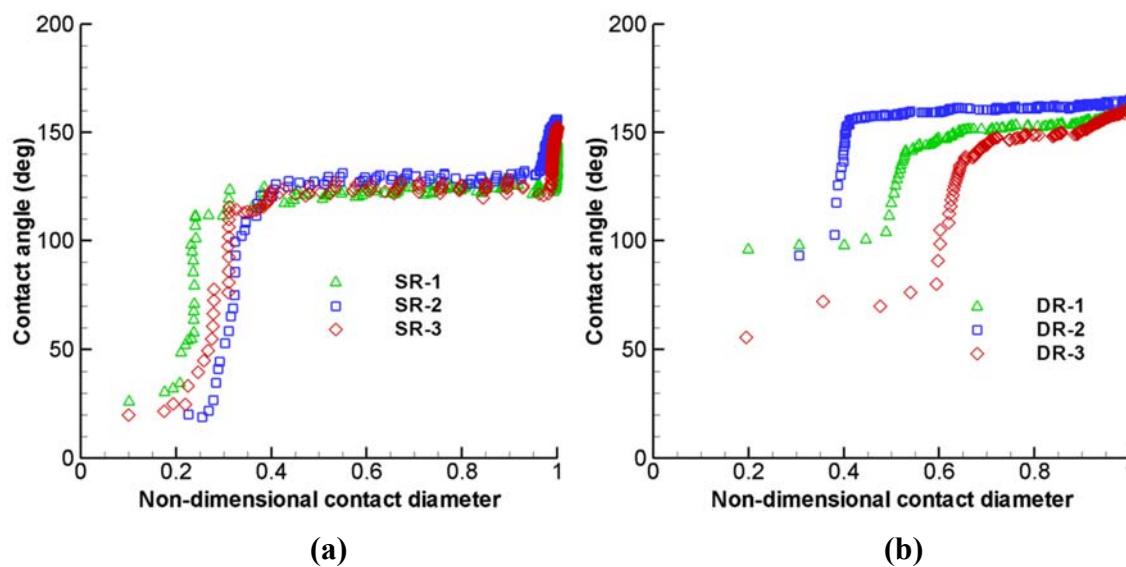 200
150
100
50
0
Contact angle (deg)
SR-1
SR-2
SR-3
0 0.2 0.4 0.6 0.8 1
Non-dimensional contact diameter
(a)
200
150
100
50
0
Contact angle (deg)
DR-1
DR-2
DR-3
0 0.2 0.4 0.6 0.8 1
Non-dimensional contact diameter
(b)